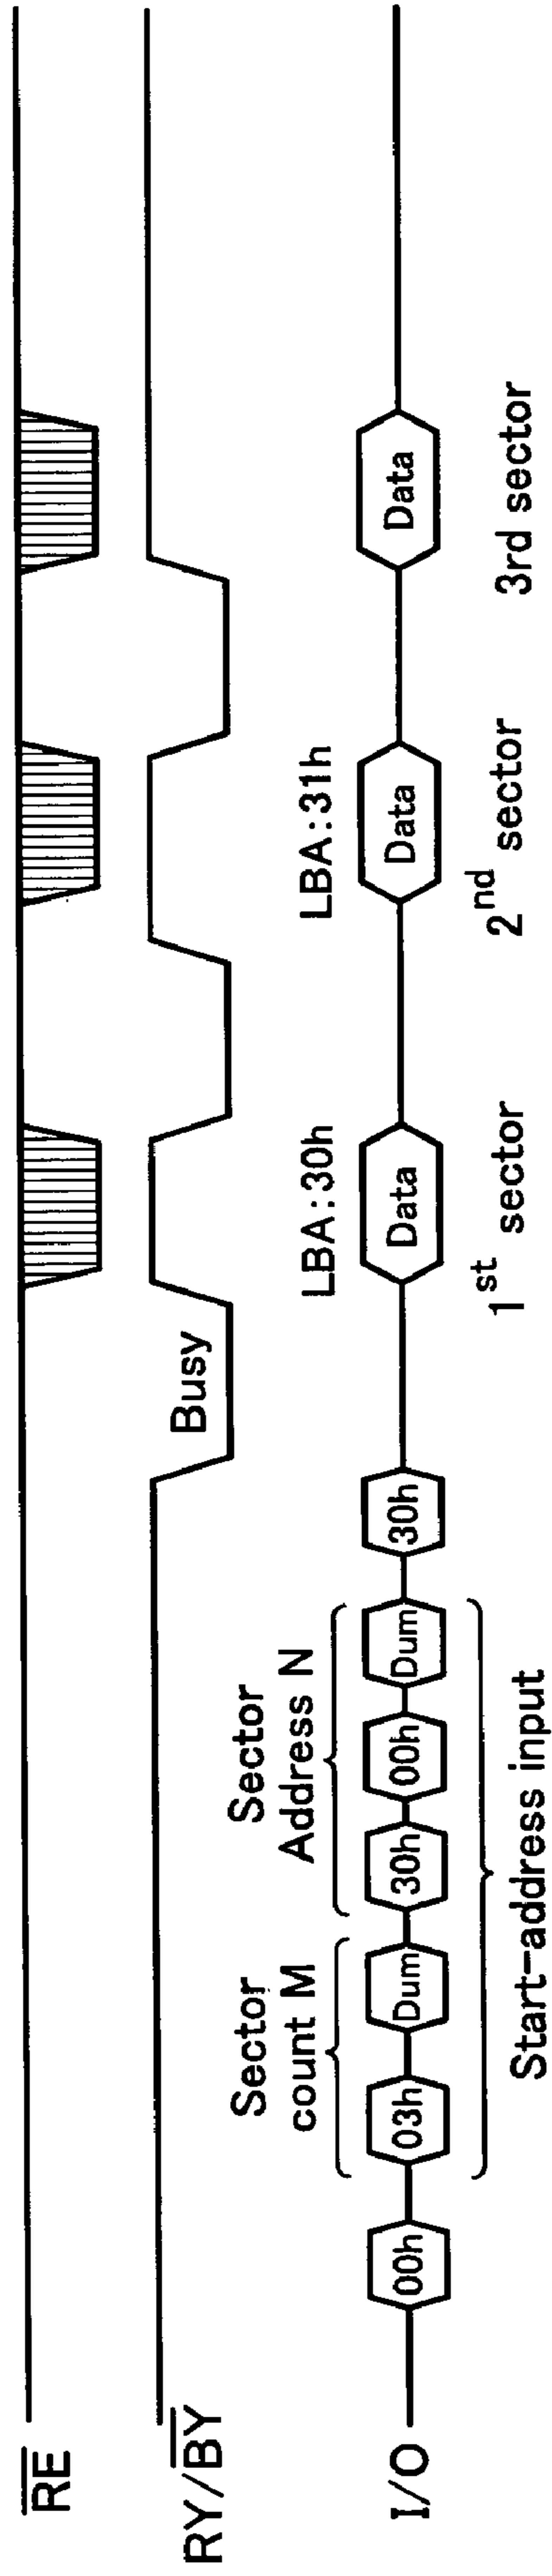 RE
RY/BY
Busy
I/O
00h
03h
Dum
30h
00h
Dum
30h
Data
Data
Data
Sector
count M
Sector
Address N
Start-address input
LBA:30h
LBA:31h
1st sector
2nd sector
3rd sector